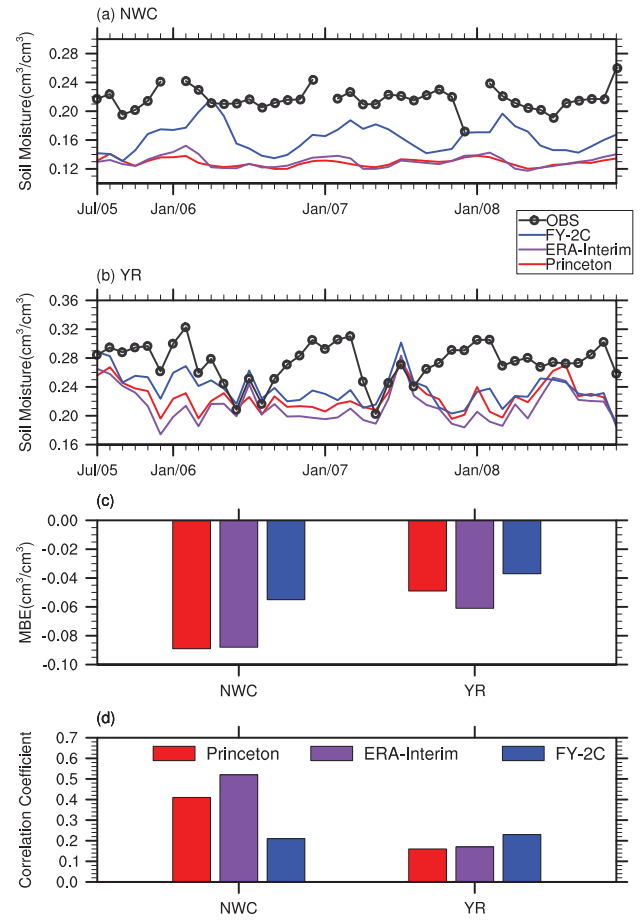 (a) NWC
Soil Moisture(cm³/cm³)
0.28
0.24
0.20
0.16
0.12
Jul/05 Jan/06 Jan/07 Jan/08
OBS
FY-2C
ERA-Interim
Princeton
(b) YR
Soil Moisture(cm³/cm³)
0.36
0.32
0.28
0.24
0.20
0.16
Jul/05 Jan/06 Jan/07 Jan/08
(c)
MBE(cm³/cm³)
0.00
-0.02
-0.04
-0.06
-0.08
-0.10
NWC YR
(d)
Correlation Coefficient
0.7
0.6
0.5
0.4
0.3
0.2
0.1
0.0
Princeton ERA-Interim FY-2C
NWC YR